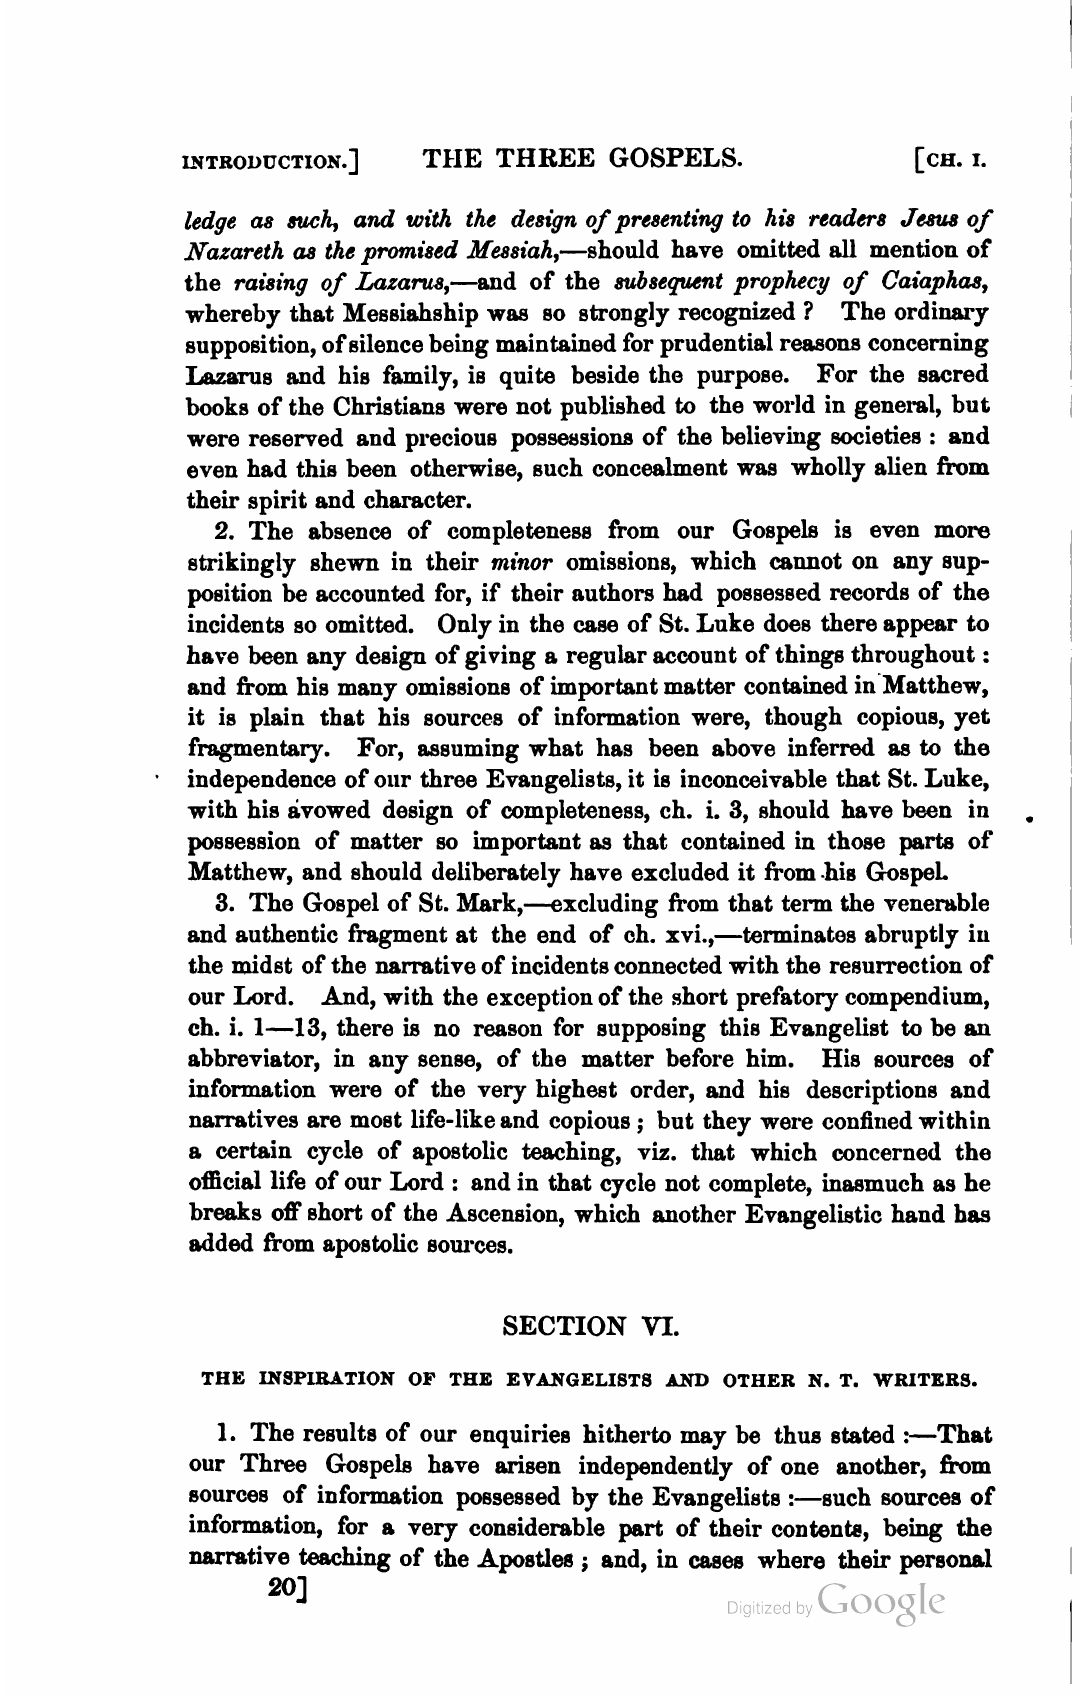 INTRODUCTION.] THE THREE GOSPELS. [CH. I.
ledge as such, and with the design of presenting to his readers Jesus of
Nazareth as the promised Messiah,—should have omitted all mention of
the raising of Lazarus,—and of the subsequent prophecy of Caiaphas,
whereby that Messiahship was so strongly recognized ? The ordinary
supposition, of silence being maintained for prudential reasons concerning
Lazarus and his family, is quite beside the purpose. For the sacred
books of the Christians were not published to the world in general, but
were reserved and precious possessions of the believing societies : and
even had this been otherwise, such concealment was wholly alien from
their spirit and character.
2. The absence of completeness from our Gospels is even more
strikingly shewn in their minor omissions, which cannot on any sup-
position be accounted for, if their authors had possessed records of the
incidents so omitted. Only in the case of St. Luke does there appear to
have been any design of giving a regular account of things throughout :
and from his many omissions of important matter contained in Matthew,
it is plain that his sources of information were, though copious, yet
fragmentary. For, assuming what has been above inferred as to the
independence of our three Evangelists, it is inconceivable that St. Luke,
with his avowed design of completeness, ch. i. 3, should have been in
possession of matter so important as that contained in those parts of
Matthew, and should deliberately have excluded it from his Gospel.
3. The Gospel of St. Mark,—excluding from that term the venerable
and authentic fragment at the end of ch. xvi.,—terminates abruptly in
the midst of the narrative of incidents connected with the resurrection of
our Lord. And, with the exception of the short prefatory compendium,
ch. i. 1—13, there is no reason for supposing this Evangelist to be an
abbreviator, in any sense, of the matter before him. His sources of
information were of the very highest order, and his descriptions and
narratives are most life-like and copious ; but they were confined within
a certain cycle of apostolic teaching, viz. that which concerned the
official life of our Lord : and in that cycle not complete, inasmuch as he
breaks off short of the Ascension, which another Evangelistic hand has
added from apostolic sources.
SECTION VI.
THE INSPIRATION OF THE EVANGELISTS AND OTHER N. T. WRITERS.
1. The results of our enquiries hitherto may be thus stated :—That
our Three Gospels have arisen independently of one another, from
sources of information possessed by the Evangelists :—such sources of
information, for a very considerable part of their contents, being the
narrative teaching of the Apostles ; and, in cases where their personal
20]
Digitized by Google